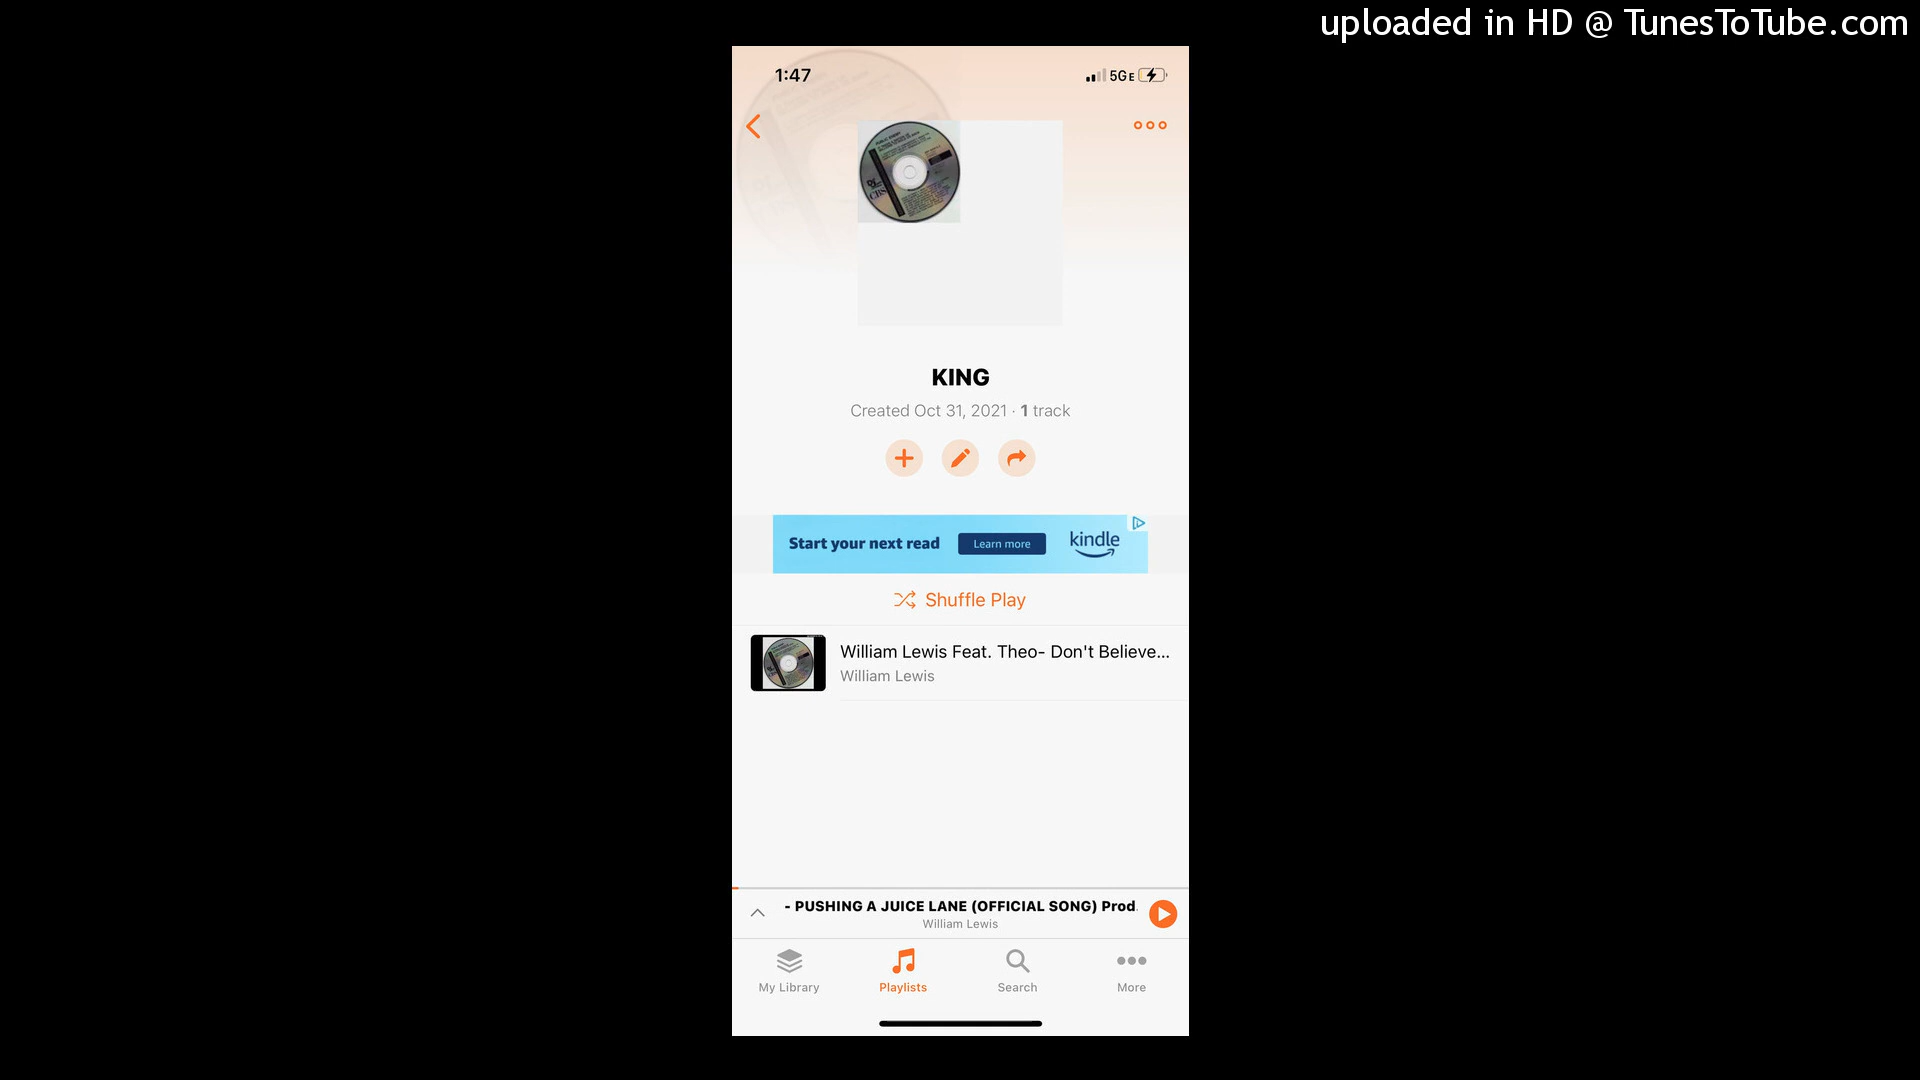 uploaded in HD @ TunesToTube.com
1:47
5GE
KING
Created Oct 31, 2021 · 1 track
Start your next read
Learn more
kindle
Shuffle Play
William Lewis Feat. Theo- Don't Believe...
William Lewis
- PUSHING A JUICE LANE (OFFICIAL SONG) Prod.
William Lewis
My Library
Playlists
Search
More